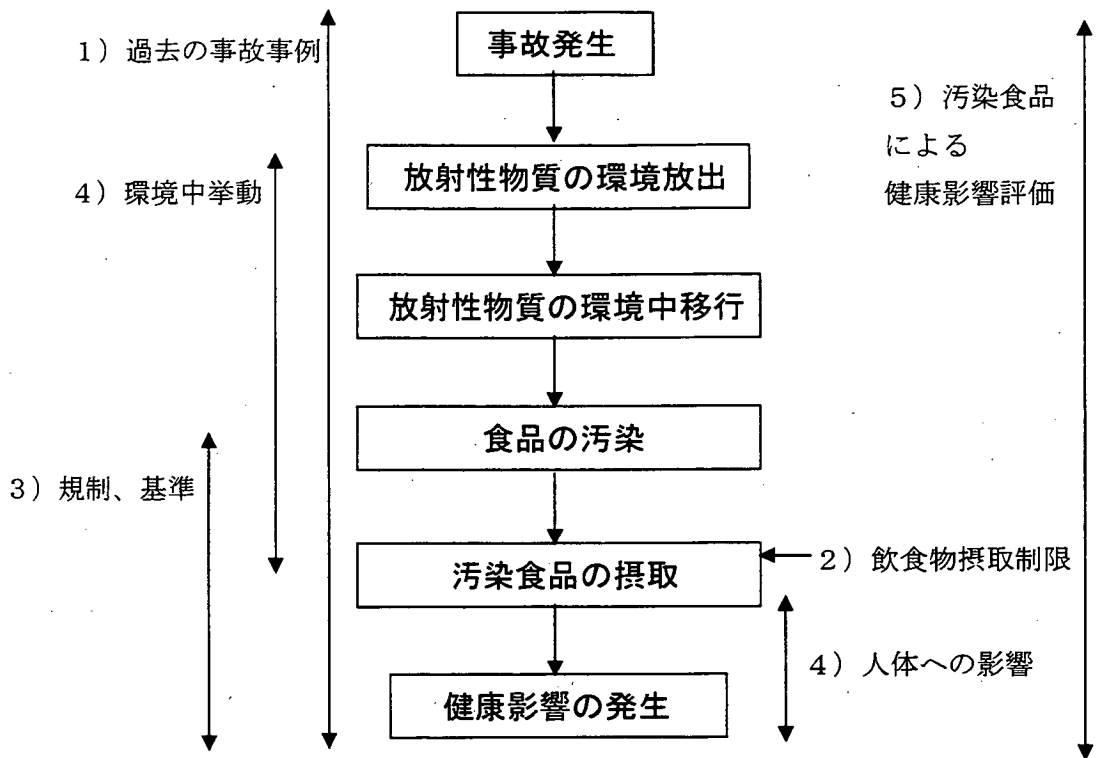 1）過去の事故事例
事故発生
5）汚染食品
による
健康影響評価
4）環境中挙動
放射性物質の環境放出
放射性物質の環境中移行
食品の汚染
3）規制、基準
汚染食品の摂取
2）飲食物摂取制限
4）人体への影響
健康影響の発生